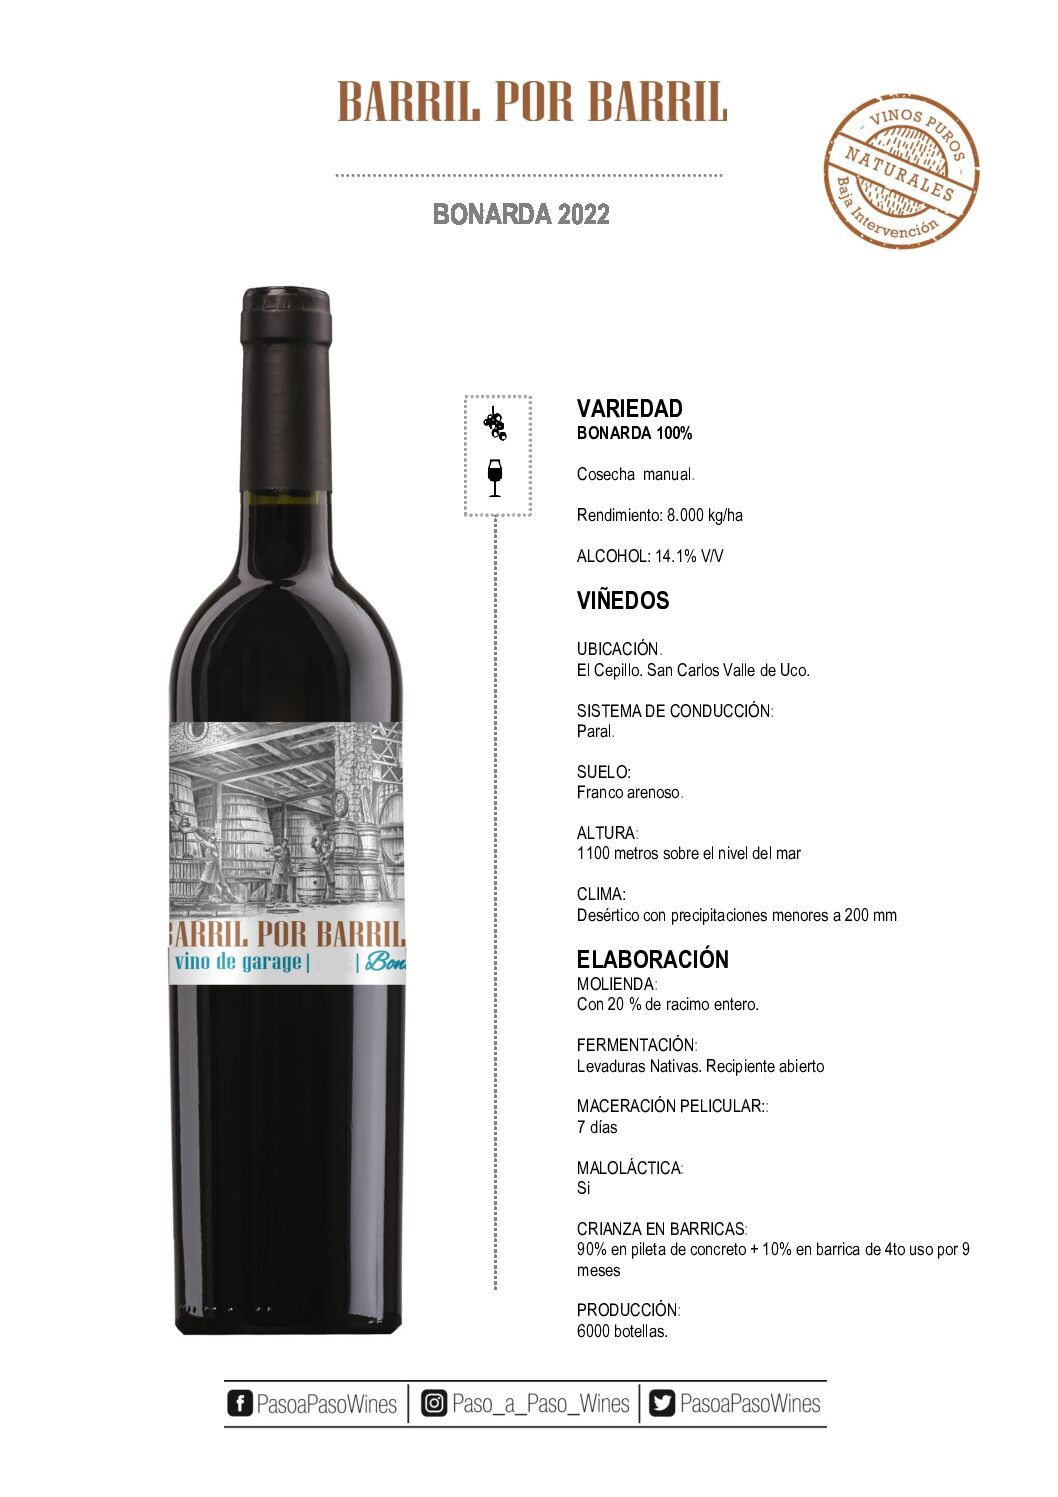 BARRIL POR BARRIL
- VINOS PUROS -
NATURALES
Baja Intervención
BONARDA 2022
VARIEDAD
BONARDA 100%
Cosecha manual.
Rendimiento: 8.000 kg/ha
ALCOHOL: 14.1% V/V
VIÑEDOS
UBICACIÓN.
El Cepillo. San Carlos Valle de Uco.
SISTEMA DE CONDUCCIÓN:
Paral.
SUELO:
Franco arenoso.
ALTURA:
1100 metros sobre el nivel del mar
CLIMA:
Desértico con precipitaciones menores a 200 mm
ELABORACIÓN
MOLIENDA:
Con 20 % de racimo entero.
FERMENTACIÓN:
Levaduras Nativas. Recipiente abierto
MACERACIÓN PELICULAR::
7 días
MALOLÁCTICA:
Si
CRIANZA EN BARRICAS:
90% en pileta de concreto + 10% en barrica de 4to uso por 9
meses
PRODUCCIÓN:
6000 botellas.
BARRIL POR BARRIL
| vino de garage | | Bon
PasoaPasoWines | Paso_a_Paso_Wines | PasoaPasoWines